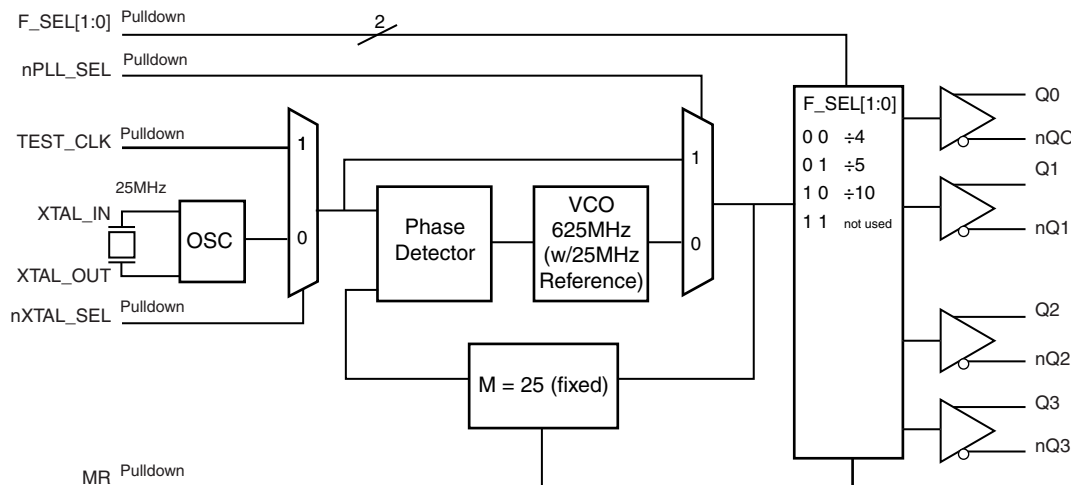 F_SEL[1:0] Pulldown 2
nPLL_SEL Pulldown
TEST_CLK Pulldown
25MHz
XTAL_IN
XTAL_OUT
OSC
nXTAL_SEL Pulldown
1
0
Phase
Detector
VCO
625MHz
(w/25MHz
Reference)
1
0
M = 25 (fixed)
MR Pulldown
F_SEL[1:0]
0 0 ÷4
0 1 ÷5
1 0 ÷10
1 1 not used
Q0
nQC
Q1
nQ1
Q2
nQ2
Q3
nQ3